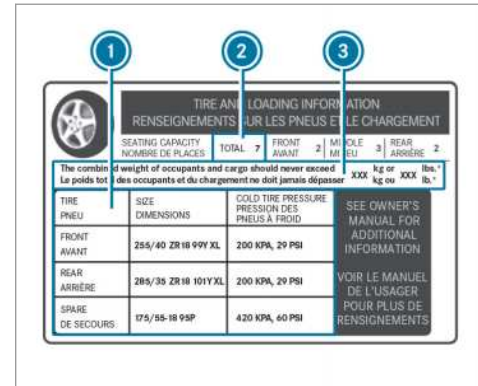 1 2 3
TIRE AND LOADING INFORMATION
RENSEIGNEMENTS SUR LES PNEUS ET LE CHARGEMENT
SEATING CAPACITY TOTAL 7 FRONT 2 MIDDLE 3 REAR 2
NOMBRE DE PLACES AVANT MILIEU ARRIÈRE
The combined weight of occupants and cargo should never exceed XXX kg or XXX lbs.*
Le poids total des occupants et du chargement ne doit jamais dépasser kg ou lb.*
TIRE SIZE COLD TIRE PRESSURE
PNEU DIMENSIONS PRESSION DES
PNEUS À FROID
FRONT 255/40 ZR 18 99Y XL 200 KPA, 29 PSI
AVANT
REAR 285/35 ZR 18 101Y XL 200 KPA, 29 PSI
ARRIÈRE
SPARE 175/55-18 95P 420 KPA, 60 PSI
DE SECOURS
SEE OWNER'S
MANUAL FOR
ADDITIONAL
INFORMATION
VOIR LE MANUEL
DE L'USAGER
POUR PLUS DE
RENSIGNEMENTS